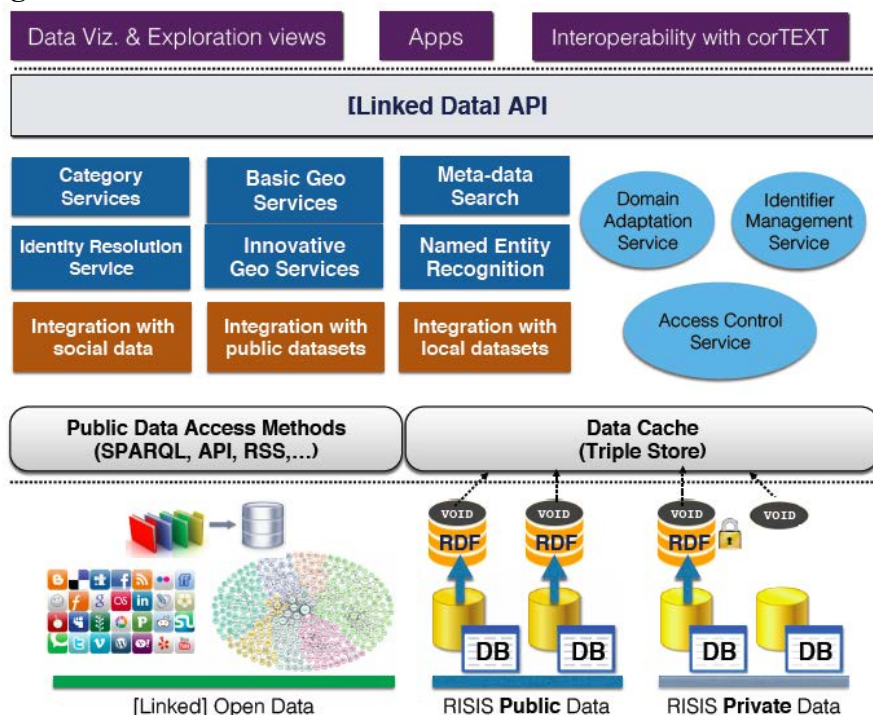 Data Viz. & Exploration views
Apps
Interoperability with corTEXT
[Linked Data] API
Category
Services
Basic Geo
Services
Meta-data
Search
Domain
Adaptation
Service
Identifier
Management
Service
Identity Resolution
Service
Innovative
Geo Services
Named Entity
Recognition
Integration with
social data
Integration with
public datasets
Integration with
local datasets
Access Control
Service
Public Data Access Methods
(SPARQL, API, RSS,...)
Data Cache
(Triple Store)
VOID
VOID
VOID
VOID
RDF
RDF
RDF
DB
DB
DB
DB
[Linked] Open Data
RISIS Public Data
RISIS Private Data